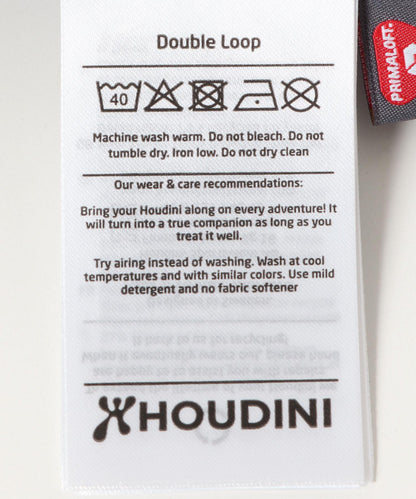 Double Loop
40
Machine wash warm. Do not bleach. Do not
tumble dry. Iron low. Do not dry clean
Our wear & care recommendations:
Bring your Houdini along on every adventure! It
will turn into a true companion as long as you
treat it well.
Try airing instead of washing. Wash at cool
temperatures and with similar colors. Use mild
detergent and no fabric softener
HOUDINI
PRIMALOFT